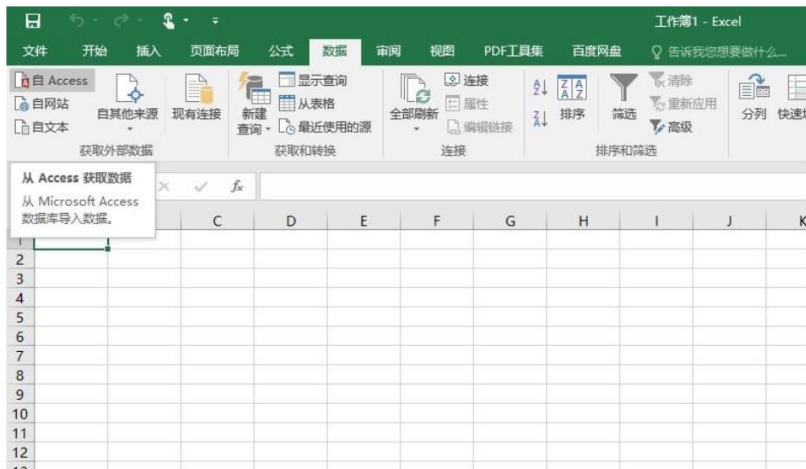 工作簿1 - Excel
文件 开始 插入 页面布局 公式 数据 审阅 视图 PDF工具集 百度网盘 告诉我您想要做什么...
自 Access
自网站
自文本
自其他来源
现有连接
获取外部数据
新建
查询
显示查询
从表格
最近使用的源
获取和转换
全部刷新
连接
属性
编辑链接
连接
排序
筛选
清除
重新应用
高级
排序和筛选
分列
从 Access 获取数据
从 Microsoft Access
数据库导入数据。
fx
C D E F G H I J K
1
2
3
4
5
6
7
8
9
10
11
12